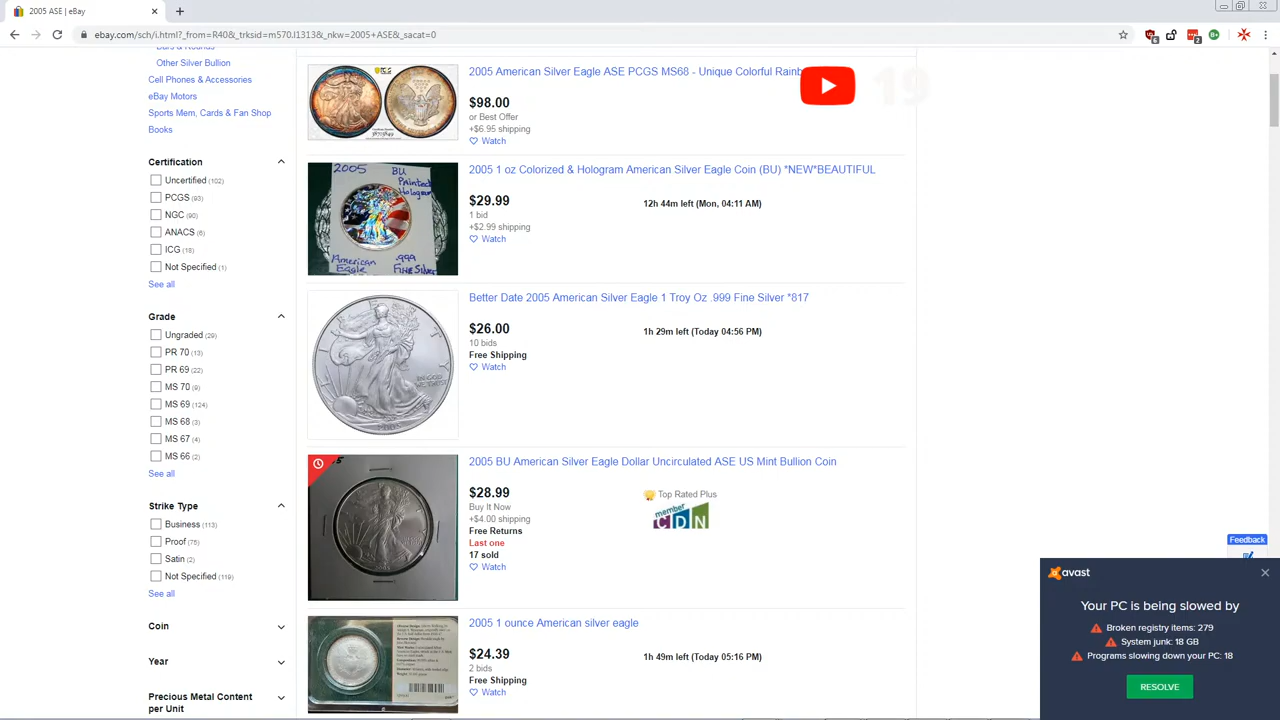 2005 ASE | eBay
ebay.com/sch/i.html?_from=R40&_trksid=m570.l1313&_nkw=2005+ASE&_sacat=0
Other Silver Bullion
Cell Phones & Accessories
eBay Motors
Sports Mem, Cards & Fan Shop
Books
Certification
Uncertified (102)
PCGS (93)
NGC (90)
ANACS (6)
ICG (18)
Not Specified (1)
See all
Grade
Ungraded (29)
PR 70 (13)
PR 69 (22)
MS 70 (9)
MS 69 (124)
MS 68 (3)
MS 67 (4)
MS 66 (2)
See all
Strike Type
Business (113)
Proof (75)
Satin (2)
Not Specified (119)
See all
Coin
Year
Precious Metal Content
per Unit
2005 American Silver Eagle ASE PCGS MS68 - Unique Colorful Rainb
$98.00
or Best Offer
+$6.95 shipping
Watch
2005 1 oz Colorized & Hologram American Silver Eagle Coin (BU) *NEW*BEAUTIFUL
$29.99
12h 44m left (Mon, 04:11 AM)
1 bid
+$2.99 shipping
Watch
2005
BU
Painted
Hologram
American
Eagle
.999
Fine Silver
Better Date 2005 American Silver Eagle 1 Troy Oz .999 Fine Silver *817
$26.00
1h 29m left (Today 04:56 PM)
10 bids
Free Shipping
Watch
2005 BU American Silver Eagle Dollar Uncirculated ASE US Mint Bullion Coin
$28.99
Top Rated Plus
Buy It Now
member
CDN
+$4.00 shipping
Free Returns
Last one
17 sold
Watch
2005 1 ounce American silver eagle
$24.39
1h 49m left (Today 05:16 PM)
2 bids
Free Shipping
Watch
Feedback
avast
Your PC is being slowed by
Broken registry items: 279
System junk: 18 GB
Programs slowing down your PC: 18
RESOLVE